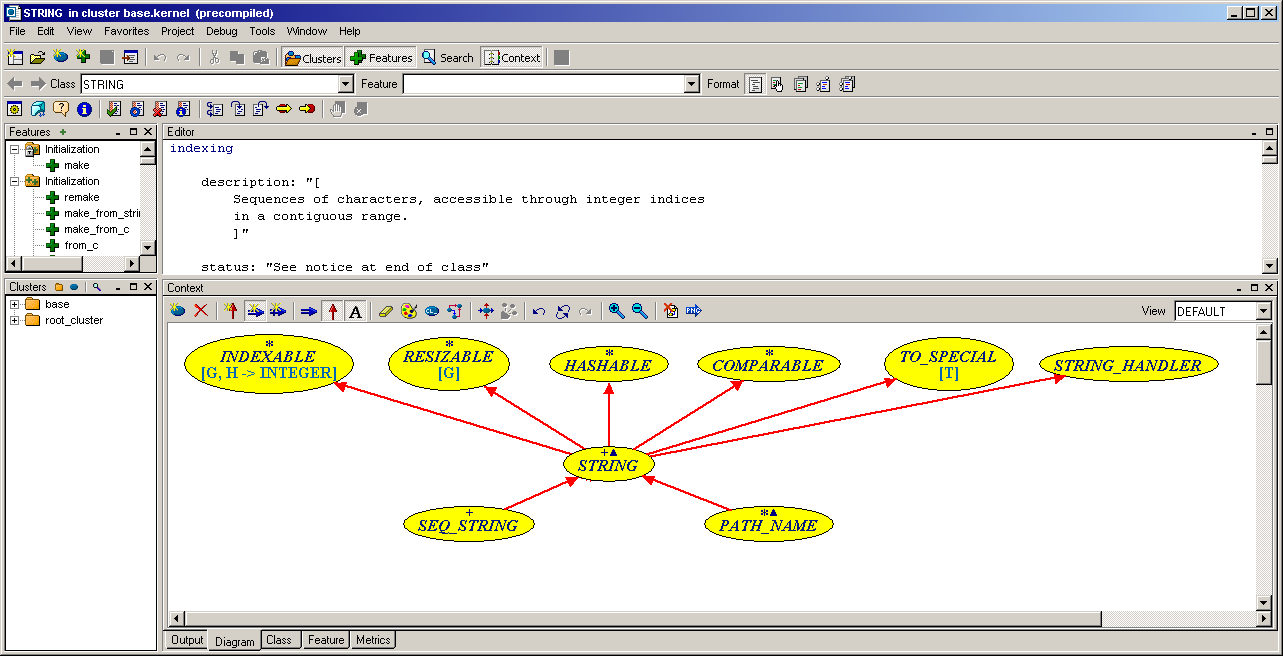 STRING in cluster base.kernel (precompiled)
File Edit View Favorites Project Debug Tools Window Help
Clusters Features Search Context
Class STRING Feature Format
Features
Initialization
make
Initialization
remake
make_from_stri
make_from_c
from_c
Editor
indexing
description: "[
Sequences of characters, accessible through integer indices
in a contiguous range.
]"
status: "See notice at end of class"
Clusters
base
root_cluster
Context
A
View DEFAULT
* * * *
INDEXABLE RESIZABLE HASHABLE COMPARABLE TO_SPECIAL STRING_HANDLER
[G, H -> INTEGER] [G] [T]
+▲
STRING
+ *▲
SEQ_STRING PATH_NAME
Output Diagram Class Feature Metrics